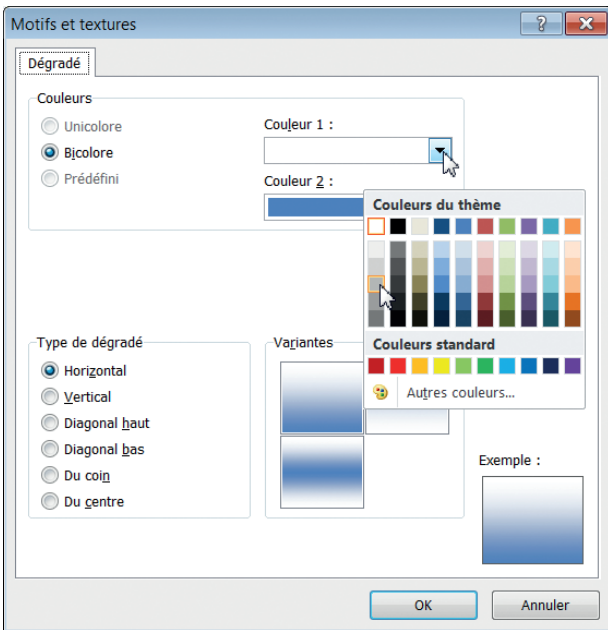 Motifs et textures
Dégradé
Couleurs
Unicolore
Bicolore
Prédéfini
Couleur 1 :
Couleur 2 :
Couleurs du thème
Couleurs standard
Autres couleurs...
Type de dégradé
Horizontal
Vertical
Diagonal haut
Diagonal bas
Du coin
Du centre
Variantes
Exemple :
OK
Annuler